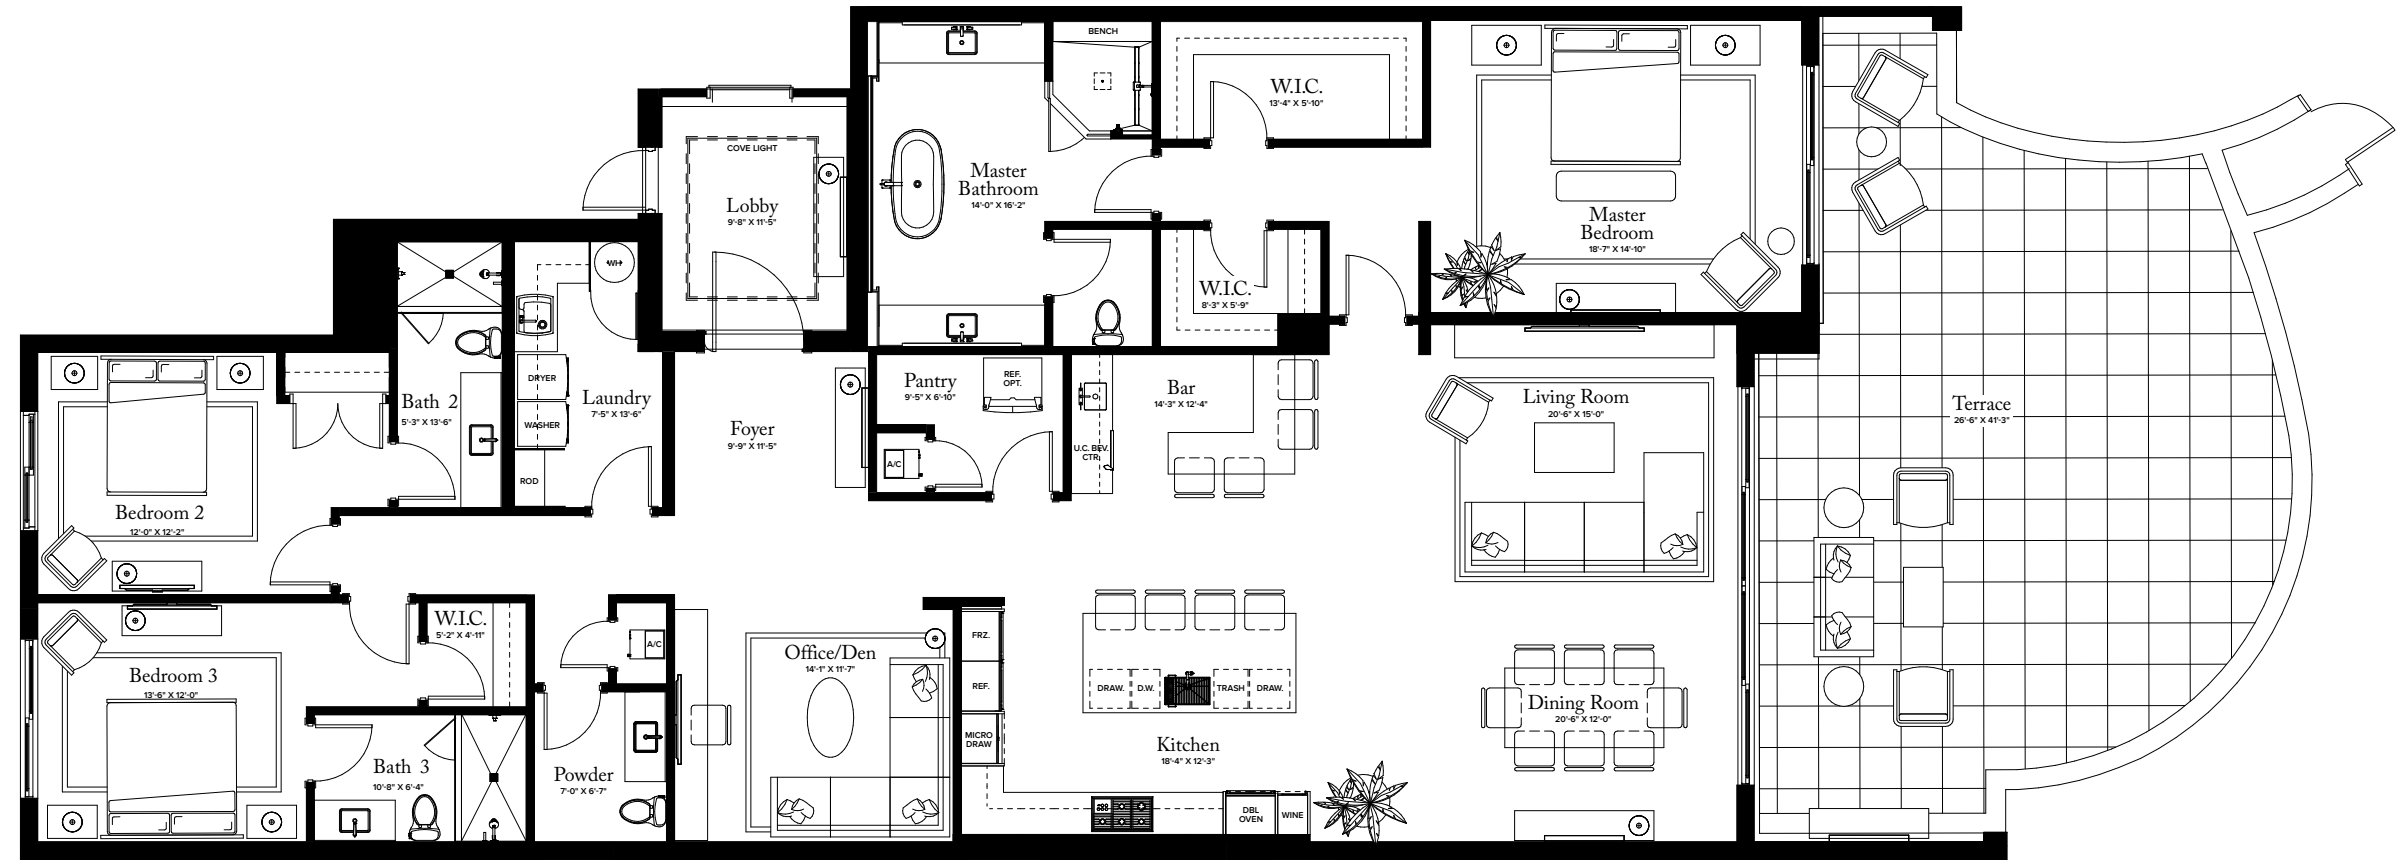 BENCH
W.I.C.
13'-4" X 5'-10"
COVE LIGHT
Lobby
9'-8" X 11'-5"
Master
Bathroom
14'-0" X 16'-2"
Master
Bedroom
18'-7" X 14'-10"
WH
W.I.C.
8'-3" X 5'-9"
DRYER
WASHER
ROD
Laundry
7'-5" X 13'-6"
Bath 2
5'-3" X 13'-6"
Foyer
9'-9" X 11'-5"
Pantry
9'-5" X 6'-10"
REF.
OPT.
A/C
Bar
14'-3" X 12'-4"
U.C. BEV.
CTR.
Living Room
20'-6" X 15'-0"
Terrace
26'-6" X 41'-3"
Bedroom 2
12'-0" X 12'-2"
W.I.C.
5'-2" X 4'-11"
A/C
Bedroom 3
13'-6" X 12'-0"
Office/Den
14'-1" X 11'-7"
FRZ.
REF.
MICRO
DRAW
DRAW.
D.W.
TRASH
DRAW.
Dining Room
20'-6" X 12'-0"
Kitchen
18'-4" X 12'-3"
Bath 3
10'-8" X 6'-4"
Powder
7'-0" X 6'-7"
DBL
OVEN
WINE